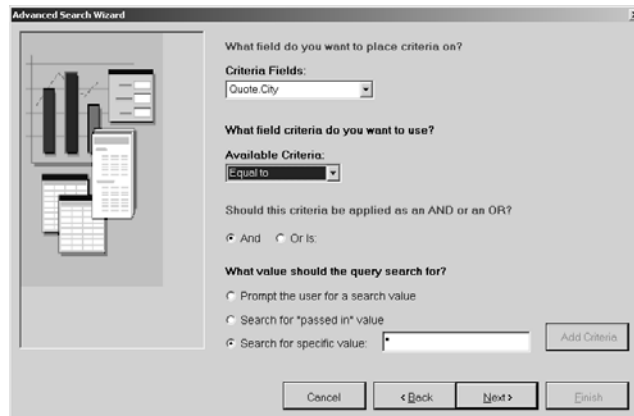 Advanced Search Wizard
What field do you want to place criteria on?
Criteria Fields:
Quote.City
What field criteria do you want to use?
Available Criteria:
Equal to
Should this criteria be applied as an AND or an OR?
And Or Is:
What value should the query search for?
Prompt the user for a search value
Search for "passed in" value
Search for specific value: *
Add Criteria
Cancel < Back Next > Finish